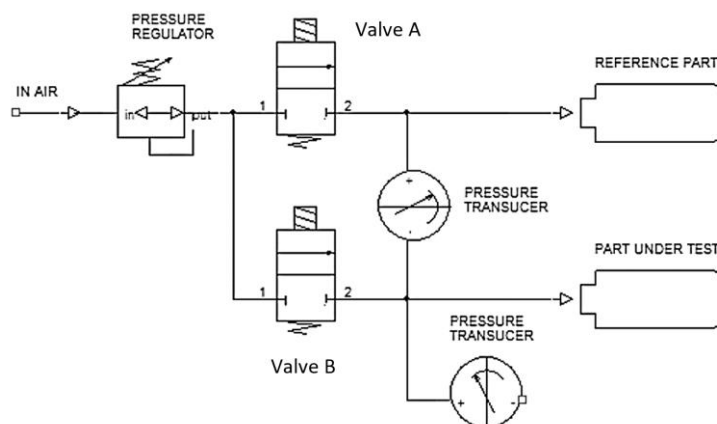 PRESSURE
REGULATOR
Valve A
REFERENCE PART
IN AIR
in
out
1
2
+
-
PRESSURE
TRANSUCER
PART UNDER TEST
1
2
PRESSURE
TRANSUCER
Valve B
+
-